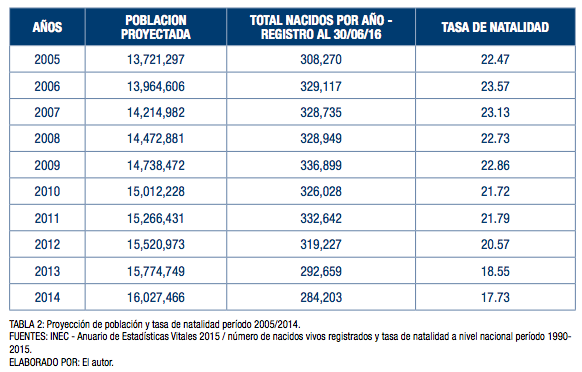 AÑOS POBLACION PROYECTADA TOTAL NACIDOS POR AÑO - REGISTRO AL 30/06/16 TASA DE NATALIDAD
2005 13,721,297 308,270 22.47
2006 13,964,606 329,117 23.57
2007 14,214,982 328,735 23.13
2008 14,472,881 328,949 22.73
2009 14,738,472 336,899 22.86
2010 15,012,228 326,028 21.72
2011 15,266,431 332,642 21.79
2012 15,520,973 319,227 20.57
2013 15,774,749 292,659 18.55
2014 16,027,466 284,203 17.73
TABLA 2: Proyección de población y tasa de natalidad período 2005/2014.
FUENTES: INEC - Anuario de Estadísticas Vitales 2015 / número de nacidos vivos registrados y tasa de natalidad a nivel nacional período 1990-
2015.
ELABORADO POR: El autor.